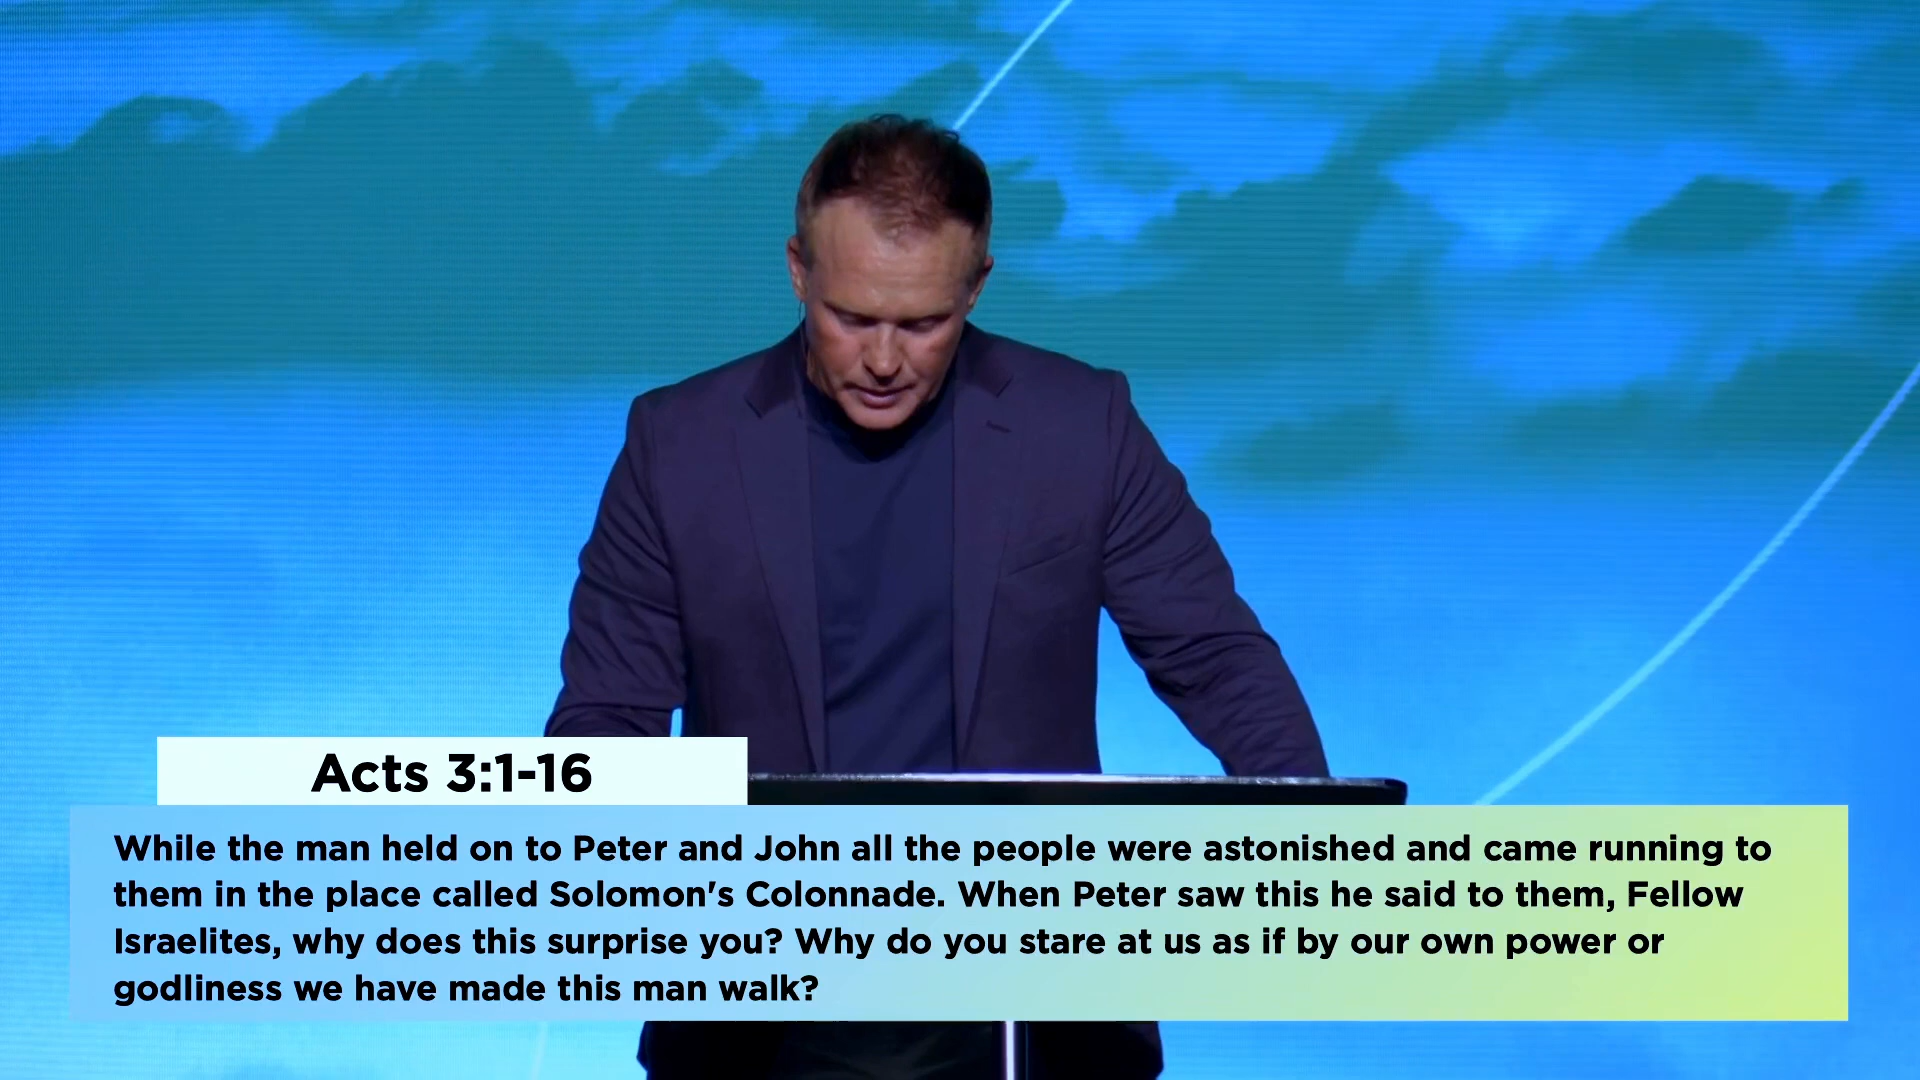 Acts 3:1-16
While the man held on to Peter and John all the people were astonished and came running to
them in the place called Solomon's Colonnade. When Peter saw this he said to them, Fellow
Israelites, why does this surprise you? Why do you stare at us as if by our own power or
godliness we have made this man walk?